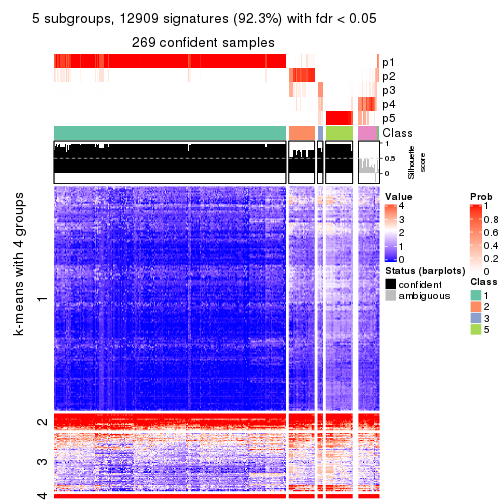 5 subgroups, 12909 signatures (92.3%) with fdr < 0.05
269 confident samples
p1
p2
p3
p4
p5
Class
1
0.5
0
Silhouette
score
k-means with 4 groups
1
2
3
4
Value
4
3
2
1
0
Status (barplots)
confident
ambiguous
Prob
1
0.8
0.6
0.4
0.2
0
Class
1
2
3
5